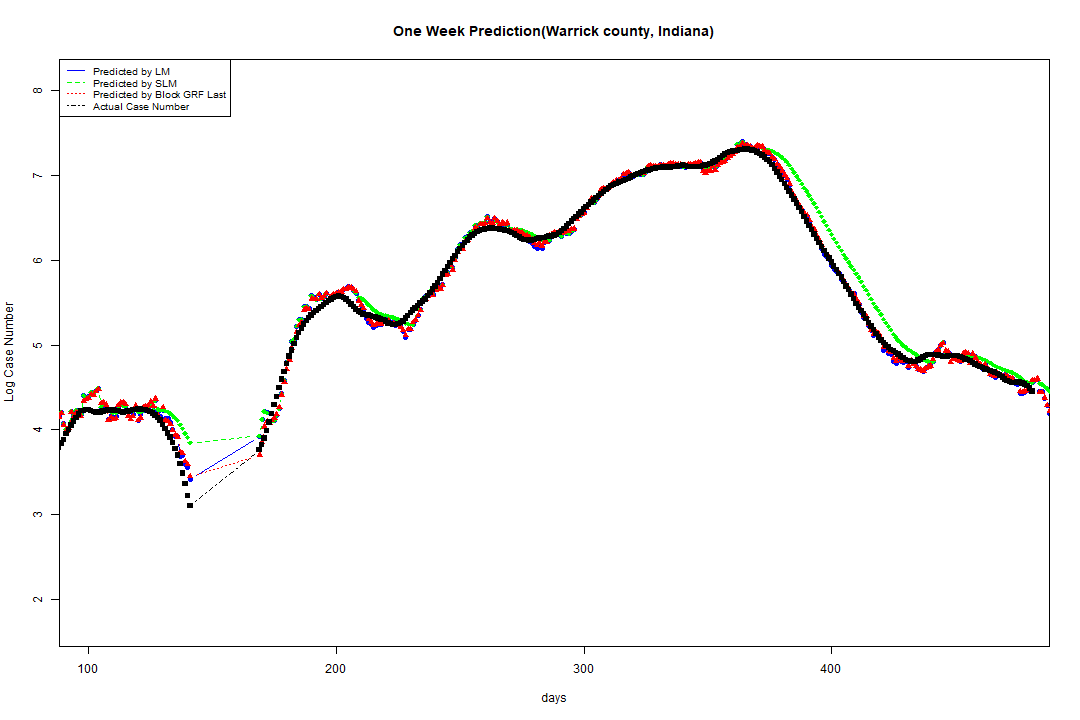 One Week Prediction(Warrick county, Indiana)
Predicted by LM
Predicted by SLM
Predicted by Block GRF Last
Actual Case Number
8
7
6
5
4
3
2
Log Case Number
100 200 300 400
days